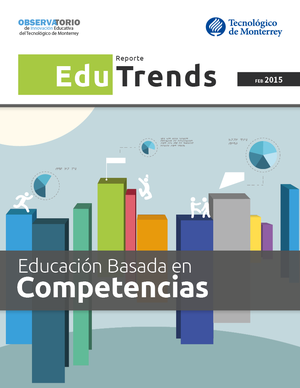 OBSERVATORIO
de Innovación Educativa
del Tecnológico de Monterrey
Tecnológico
de Monterrey
Reporte
Edu Trends
FEB 2015
Educación Basada en
Competencias